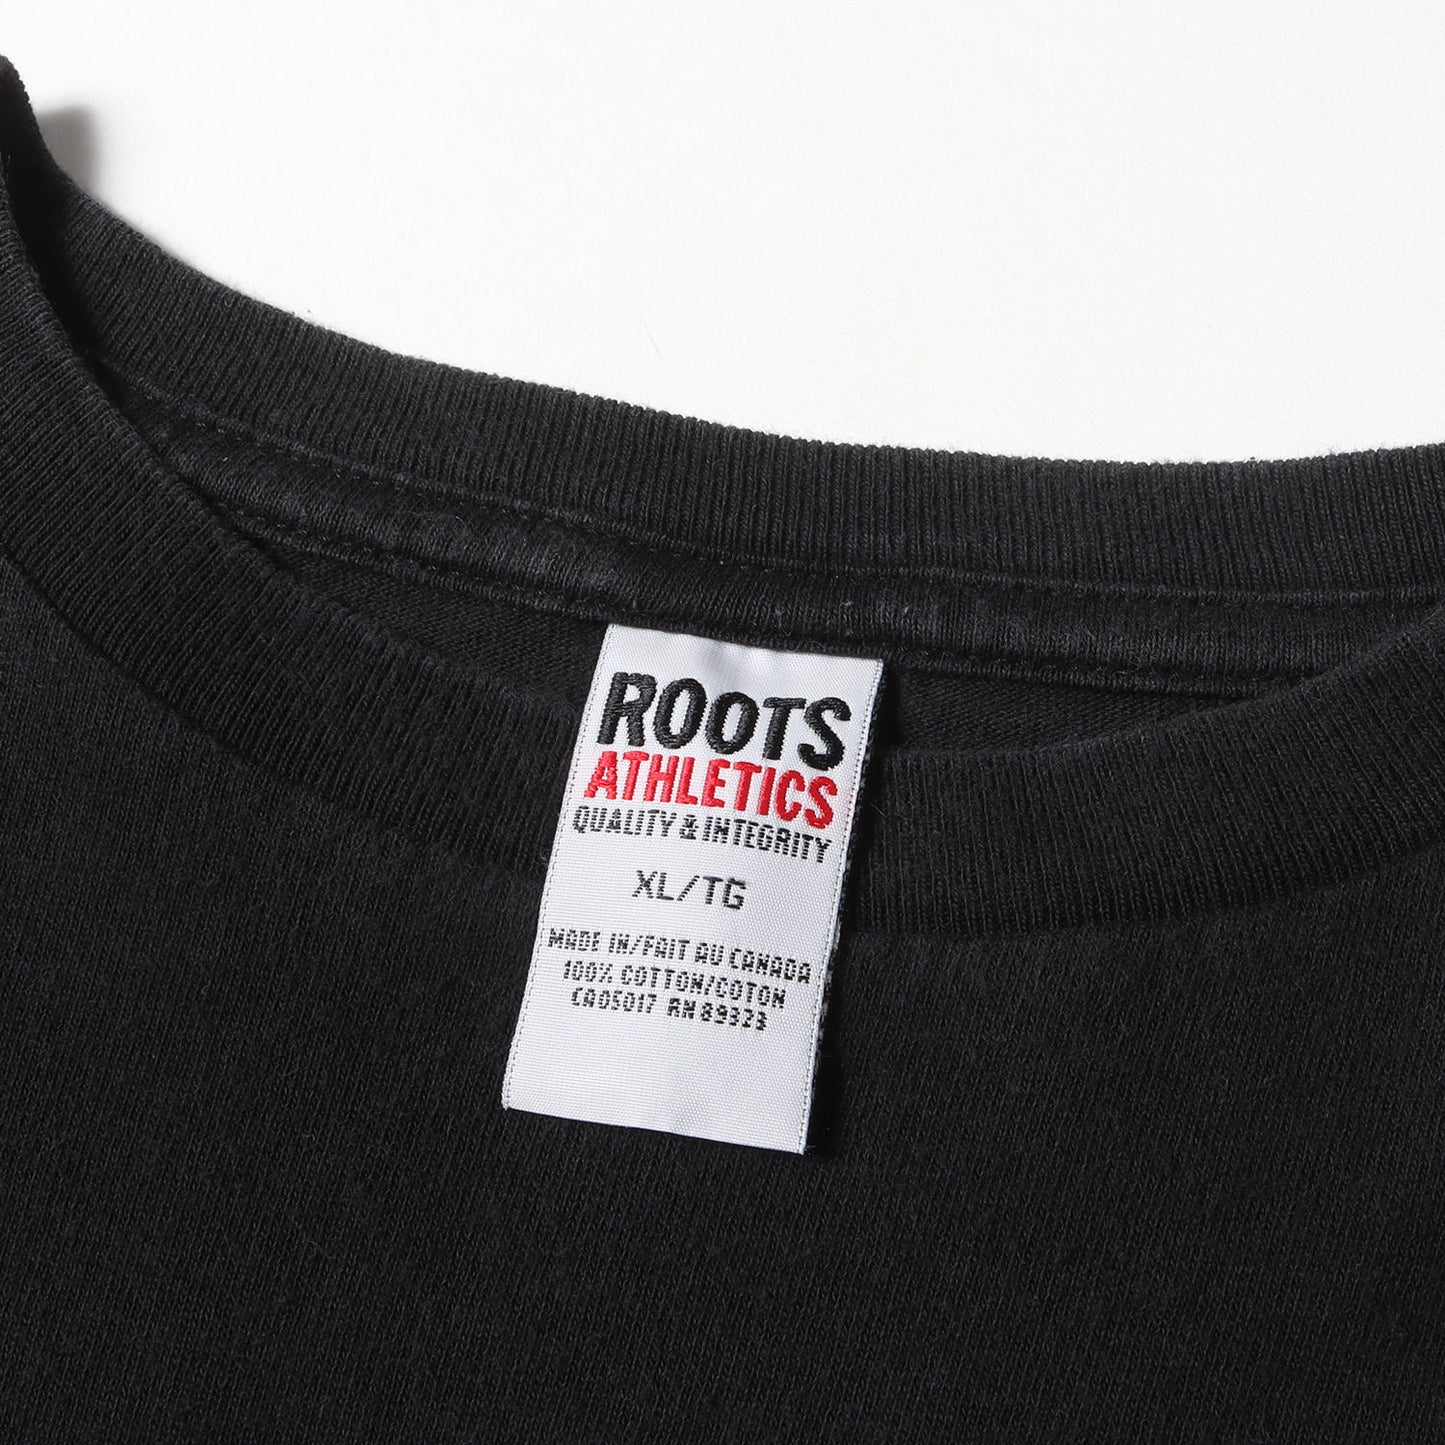 ROOTS
ATHLETICS
QUALITY & INTEGRITY
XL/TG
MADE IN/FAIT AU CANADA
100% COTTON/COTON
CA05017 RN 89323